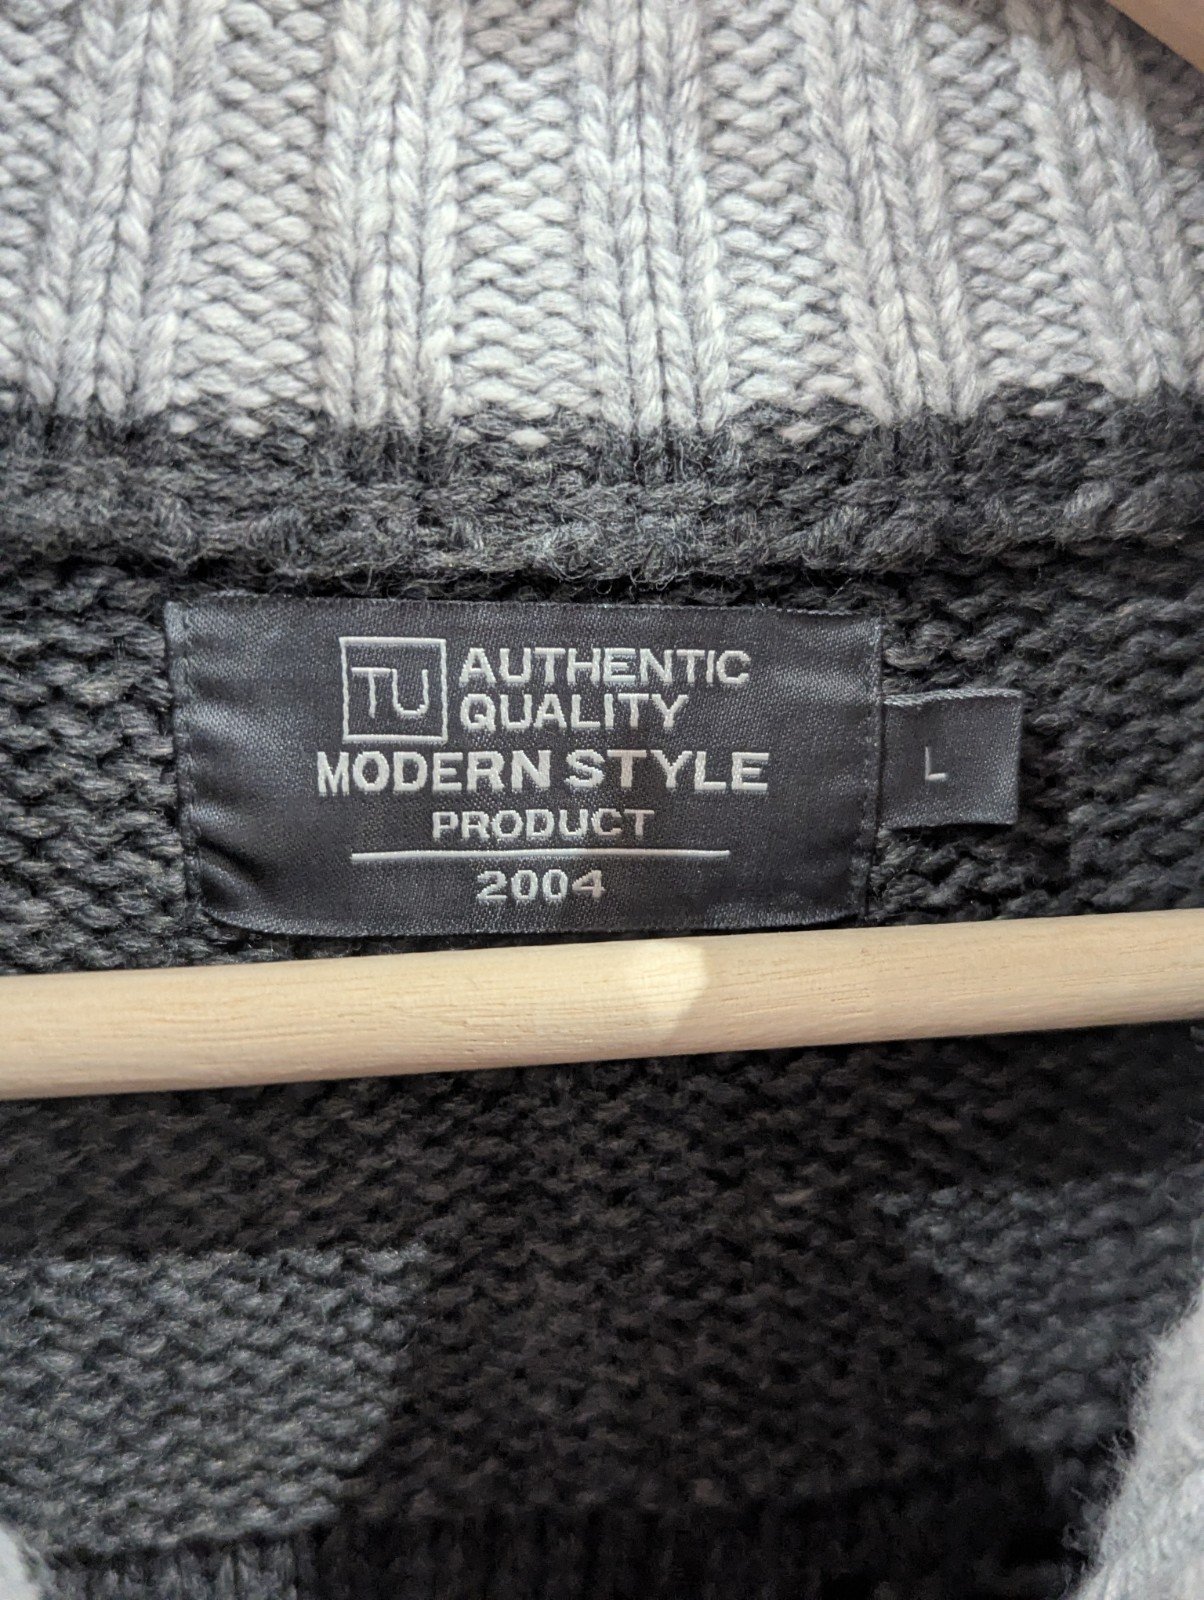 TU AUTHENTIC
QUALITY
MODERN STYLE
PRODUCT
2004
L